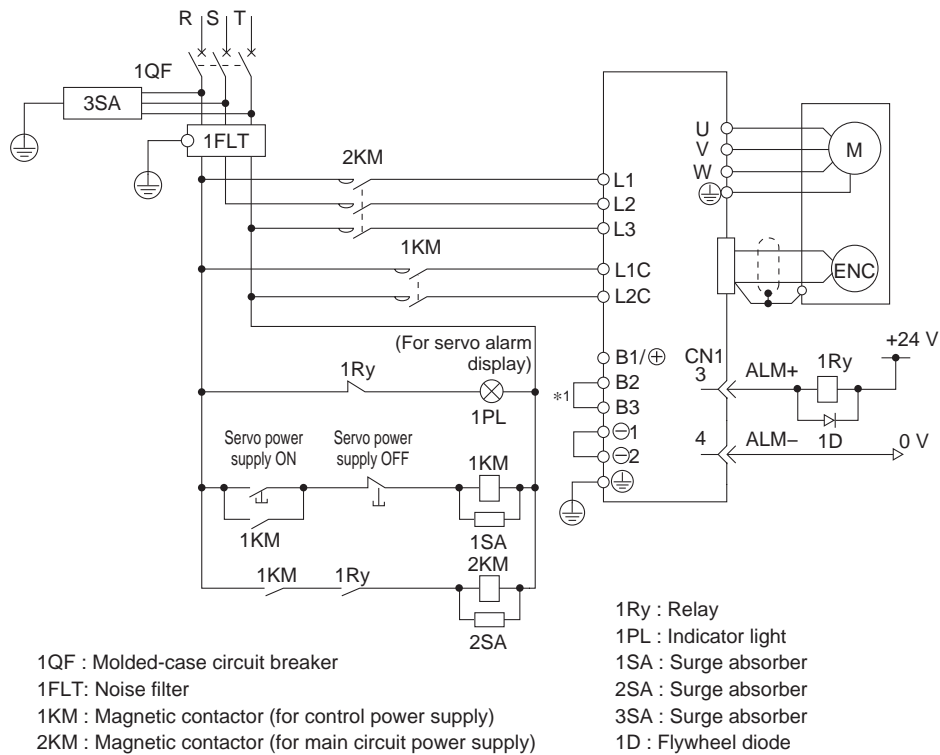 R S T
1QF
3SA
1FLT
2KM
L1
L2
L3
1KM
L1C
L2C
U
V
W
M
ENC
(For servo alarm
display)
1Ry
1PL
B1/⊕
B2
*1
B3
⊖1
⊖2
CN1
3
ALM+
1Ry
+24 V
1D
4
ALM–
0 V
Servo power
supply ON
Servo power
supply OFF
1KM
1KM
1SA
1KM
1Ry
2KM
2SA
1QF : Molded-case circuit breaker
1FLT: Noise filter
1KM : Magnetic contactor (for control power supply)
2KM : Magnetic contactor (for main circuit power supply)
1Ry : Relay
1PL : Indicator light
1SA : Surge absorber
2SA : Surge absorber
3SA : Surge absorber
1D : Flywheel diode